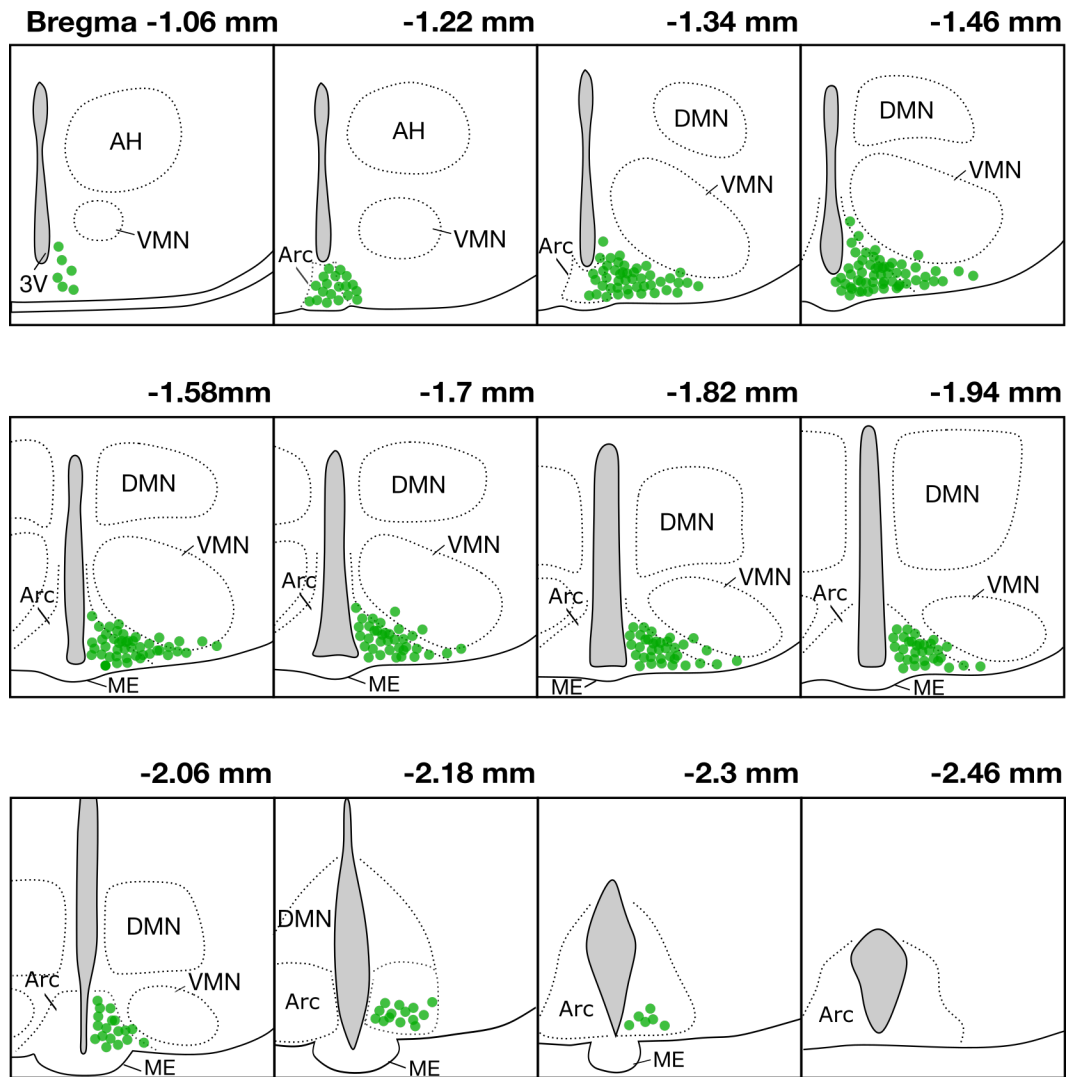 Bregma -1.06 mm
-1.22 mm
-1.34 mm
-1.46 mm
AH
VMN
3V
AH
VMN
Arc
DMN
VMN
Arc
DMN
VMN
-1.58mm
-1.7 mm
-1.82 mm
-1.94 mm
DMN
VMN
Arc
ME
DMN
VMN
Arc
ME
DMN
VMN
Arc
ME
DMN
VMN
Arc
ME
-2.06 mm
-2.18 mm
-2.3 mm
-2.46 mm
DMN
Arc
VMN
ME
DMN
Arc
ME
Arc
ME
Arc